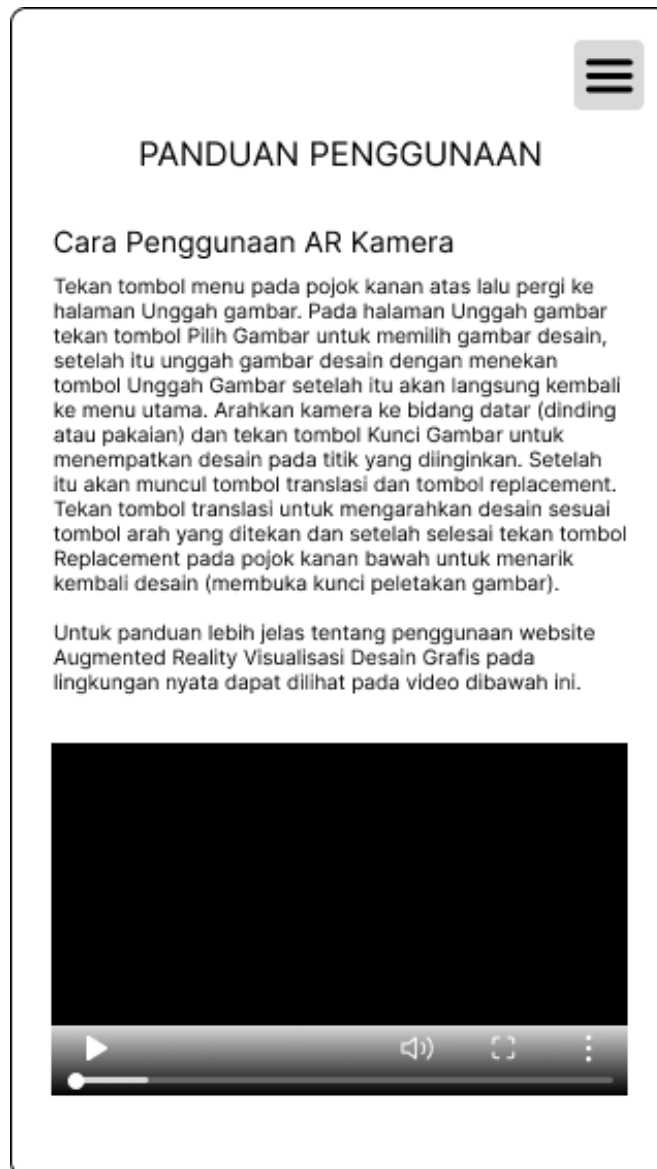 PANDUAN PENGGUNAAN
Cara Penggunaan AR Kamera
Tekan tombol menu pada pojok kanan atas lalu pergi ke
halaman Unggah gambar. Pada halaman Unggah gambar
tekan tombol Pilih Gambar untuk memilih gambar desain,
setelah itu unggah gambar desain dengan menekan
tombol Unggah Gambar setelah itu akan langsung kembali
ke menu utama. Arahkan kamera ke bidang datar (dinding
atau pakaian) dan tekan tombol Kunci Gambar untuk
menempatkan desain pada titik yang diinginkan. Setelah
itu akan muncul tombol translasi dan tombol replacement.
Tekan tombol translasi untuk mengarahkan desain sesuai
tombol arah yang ditekan dan setelah selesai tekan tombol
Replacement pada pojok kanan bawah untuk menarik
kembali desain (membuka kunci peletakan gambar).
Untuk panduan lebih jelas tentang penggunaan website
Augmented Reality Visualisasi Desain Grafis pada
lingkungan nyata dapat dilihat pada video dibawah ini.